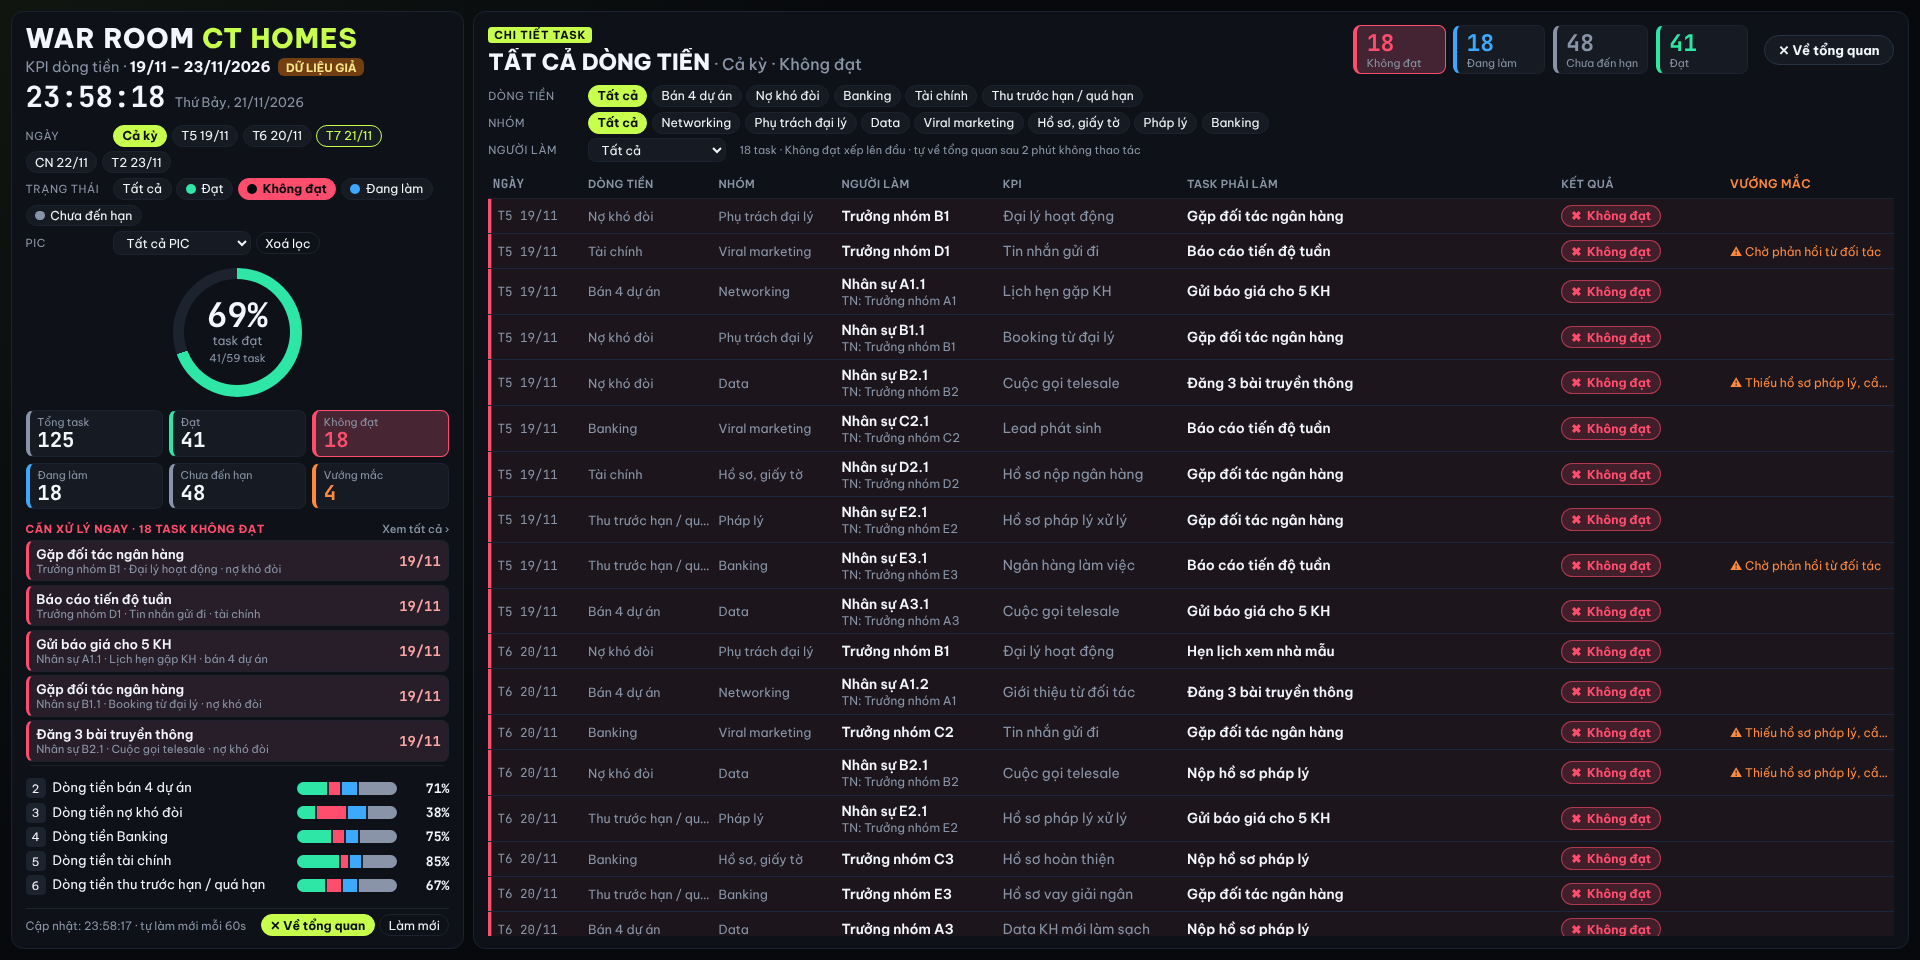 WAR ROOM CT HOMES
KPI dòng tiền · 19/11 – 23/11/2026 DỮ LIỆU GIẢ
23:58:18 Thứ Bảy, 21/11/2026
NGÀY Cả kỳ T5 19/11 T6 20/11 T7 21/11
CN 22/11 T2 23/11
TRẠNG THÁI Tất cả Đạt Không đạt Đang làm
Chưa đến hạn
PIC Tất cả PIC Xoá lọc
69%
task đạt
41/59 task
Tổng task Đạt Không đạt
125 41 18
Đang làm Chưa đến hạn Vướng mắc
18 48 4
CẦN XỬ LÝ NGAY · 18 TASK KHÔNG ĐẠT Xem tất cả ›
Gặp đối tác ngân hàng 19/11
Trưởng nhóm B1 · Đại lý hoạt động · nợ khó đòi
Báo cáo tiến độ tuần 19/11
Trưởng nhóm D1 · Tin nhắn gửi đi · tài chính
Gửi báo giá cho 5 KH 19/11
Nhân sự A1.1 · Lịch hẹn gặp KH · bán 4 dự án
Gặp đối tác ngân hàng 19/11
Nhân sự B1.1 · Booking từ đại lý · nợ khó đòi
Đăng 3 bài truyền thông 19/11
Nhân sự B2.1 · Cuộc gọi telesale · nợ khó đòi
2 Dòng tiền bán 4 dự án 71%
3 Dòng tiền nợ khó đòi 38%
4 Dòng tiền Banking 75%
5 Dòng tiền tài chính 85%
6 Dòng tiền thu trước hạn / quá hạn 67%
Cập nhật: 23:58:17 · tự làm mới mỗi 60s ✕ Về tổng quan Làm mới
CHI TIẾT TASK
TẤT CẢ DÒNG TIỀN · Cả kỳ · Không đạt
18 18 48 41
Không đạt Đang làm Chưa đến hạn Đạt
✕ Về tổng quan
DÒNG TIỀN Tất cả Bán 4 dự án Nợ khó đòi Banking Tài chính Thu trước hạn / quá hạn
NHÓM Tất cả Networking Phụ trách đại lý Data Viral marketing Hồ sơ, giấy tờ Pháp lý Banking
NGƯỜI LÀM Tất cả 18 task · Không đạt xếp lên đầu · tự về tổng quan sau 2 phút không thao tác
NGÀY DÒNG TIỀN NHÓM NGƯỜI LÀM KPI TASK PHẢI LÀM KẾT QUẢ VƯỚNG MẮC
T5 19/11 Nợ khó đòi Phụ trách đại lý Trưởng nhóm B1 Đại lý hoạt động Gặp đối tác ngân hàng ✖ Không đạt
T5 19/11 Tài chính Viral marketing Trưởng nhóm D1 Tin nhắn gửi đi Báo cáo tiến độ tuần ✖ Không đạt ⚠ Chờ phản hồi từ đối tác
T5 19/11 Bán 4 dự án Networking Nhân sự A1.1 Lịch hẹn gặp KH Gửi báo giá cho 5 KH ✖ Không đạt
TN: Trưởng nhóm A1
T5 19/11 Nợ khó đòi Phụ trách đại lý Nhân sự B1.1 Booking từ đại lý Gặp đối tác ngân hàng ✖ Không đạt
TN: Trưởng nhóm B1
T5 19/11 Nợ khó đòi Data Nhân sự B2.1 Cuộc gọi telesale Đăng 3 bài truyền thông ✖ Không đạt ⚠ Thiếu hồ sơ pháp lý, cầ...
TN: Trưởng nhóm B2
T5 19/11 Banking Viral marketing Nhân sự C2.1 Lead phát sinh Báo cáo tiến độ tuần ✖ Không đạt
TN: Trưởng nhóm C2
T5 19/11 Tài chính Hồ sơ, giấy tờ Nhân sự D2.1 Hồ sơ nộp ngân hàng Gặp đối tác ngân hàng ✖ Không đạt
TN: Trưởng nhóm D2
T5 19/11 Thu trước hạn / qu... Pháp lý Nhân sự E2.1 Hồ sơ pháp lý xử lý Gặp đối tác ngân hàng ✖ Không đạt
TN: Trưởng nhóm E2
T5 19/11 Thu trước hạn / qu... Banking Nhân sự E3.1 Ngân hàng làm việc Báo cáo tiến độ tuần ✖ Không đạt ⚠ Chờ phản hồi từ đối tác
TN: Trưởng nhóm E3
T5 19/11 Bán 4 dự án Data Nhân sự A3.1 Cuộc gọi telesale Gửi báo giá cho 5 KH ✖ Không đạt
TN: Trưởng nhóm A3
T6 20/11 Nợ khó đòi Phụ trách đại lý Trưởng nhóm B1 Đại lý hoạt động Hẹn lịch xem nhà mẫu ✖ Không đạt
T6 20/11 Bán 4 dự án Networking Nhân sự A1.2 Giới thiệu từ đối tác Đăng 3 bài truyền thông ✖ Không đạt
TN: Trưởng nhóm A1
T6 20/11 Banking Viral marketing Trưởng nhóm C2 Tin nhắn gửi đi Gặp đối tác ngân hàng ✖ Không đạt ⚠ Thiếu hồ sơ pháp lý, cầ...
T6 20/11 Nợ khó đòi Data Nhân sự B2.1 Cuộc gọi telesale Nộp hồ sơ pháp lý ✖ Không đạt ⚠ Thiếu hồ sơ pháp lý, cầ...
TN: Trưởng nhóm B2
T6 20/11 Thu trước hạn / qu... Pháp lý Nhân sự E2.1 Hồ sơ pháp lý xử lý Gửi báo giá cho 5 KH ✖ Không đạt
TN: Trưởng nhóm E2
T6 20/11 Banking Hồ sơ, giấy tờ Trưởng nhóm C3 Hồ sơ hoàn thiện Nộp hồ sơ pháp lý ✖ Không đạt
T6 20/11 Thu trước hạn / qu... Banking Trưởng nhóm E3 Hồ sơ vay giải ngân Gặp đối tác ngân hàng ✖ Không đạt
T6 20/11 Bán 4 dự án Data Trưởng nhóm A3 Data KH mới làm sạch Nộp hồ sơ pháp lý ✖ Không đạt